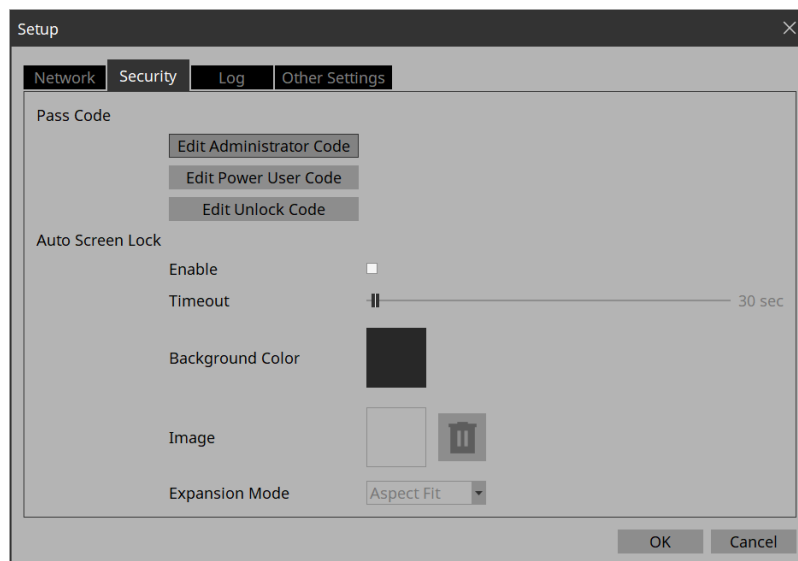 Setup
Network Security Log Other Settings
Pass Code
Edit Administrator Code
Edit Power User Code
Edit Unlock Code
Auto Screen Lock
Enable
Timeout 30 sec
Background Color
Image
Expansion Mode Aspect Fit
OK Cancel